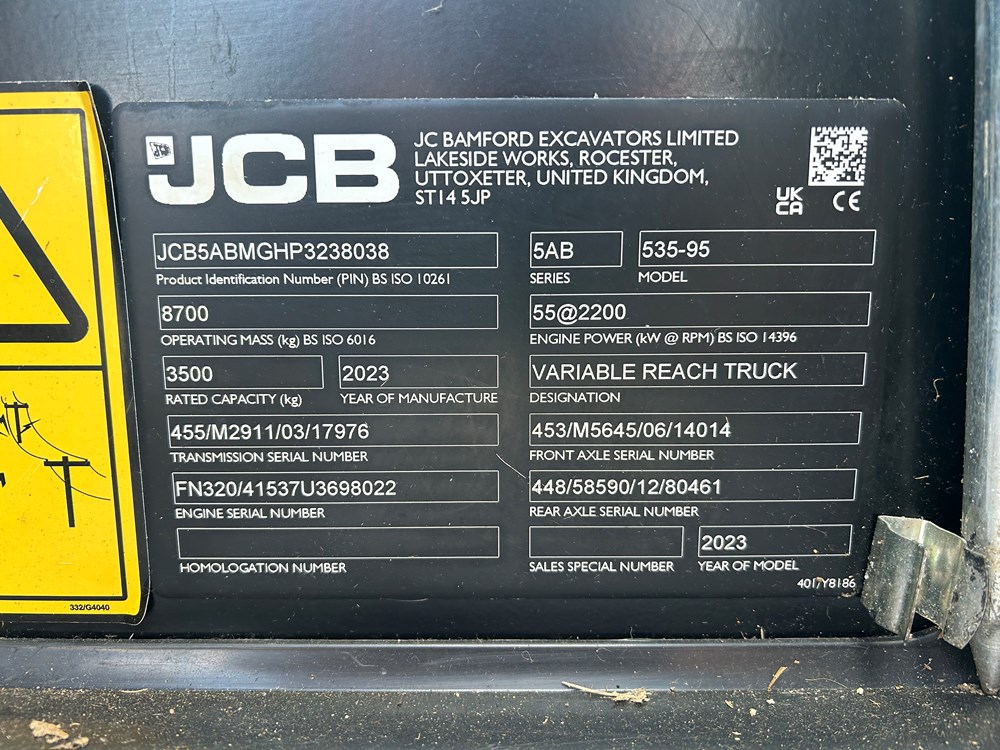 JCB
JC BAMFORD EXCAVATORS LIMITED
LAKESIDE WORKS, ROCESTER,
UTTOXETER, UNITED KINGDOM,
ST14 5JP
UK
CA
CE
JCB5ABMGHP3238038
Product Identification Number (PIN) BS ISO 10261
5AB
SERIES
535-95
MODEL
8700
OPERATING MASS (kg) BS ISO 6016
55@2200
ENGINE POWER (kW @ RPM) BS ISO 14396
3500
RATED CAPACITY (kg)
2023
YEAR OF MANUFACTURE
VARIABLE REACH TRUCK
DESIGNATION
455/M2911/03/17976
TRANSMISSION SERIAL NUMBER
453/M5645/06/14014
FRONT AXLE SERIAL NUMBER
FN320/41537U3698022
ENGINE SERIAL NUMBER
448/58590/12/80461
REAR AXLE SERIAL NUMBER
HOMOLOGATION NUMBER
SALES SPECIAL NUMBER
2023
YEAR OF MODEL
401/Y8186
332/G4040